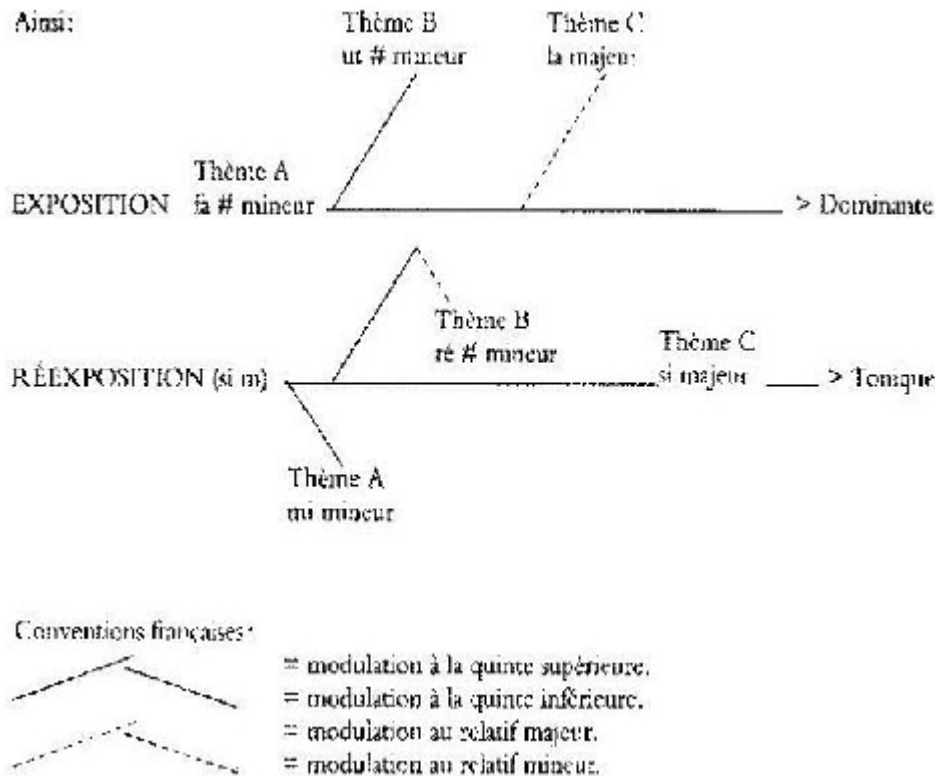 Ainsi:
Thème B
ut # mineur
Thème C
la majeur
Thème A
EXPOSITION fa # mineur > Dominante
Thème B
ré # mineur
Thème C
si majeur
RÉEXPOSITION (si m) > Tonique
Thème A
mi mineur
Conventions françaises:
= modulation à la quinte supérieure.
= modulation à la quinte inférieure.
= modulation au relatif majeur.
= modulation au relatif mineur.